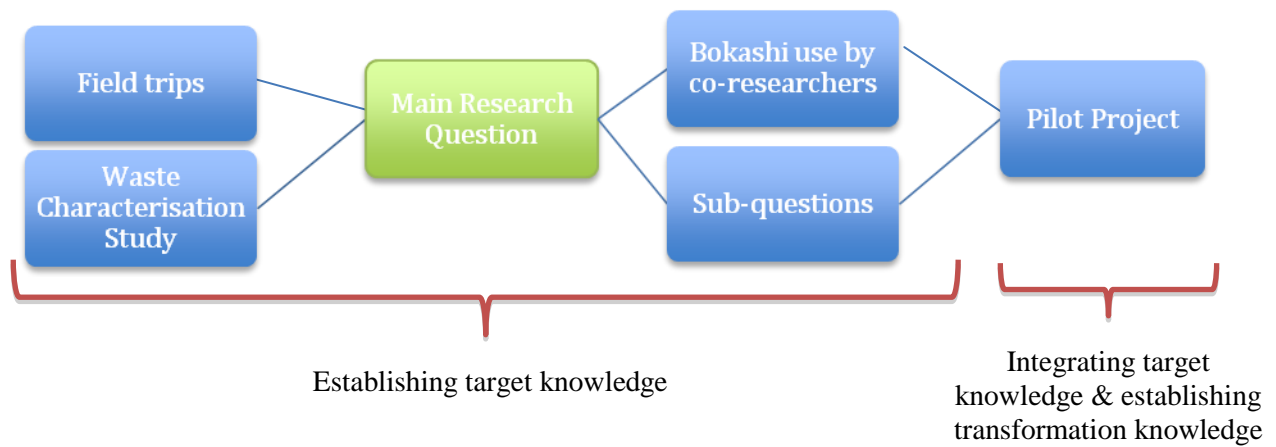 Field trips
Waste
Characterisation
Study
Main Research
Question
Bokashi use by
co-researchers
Sub-questions
Pilot Project
Establishing target knowledge
Integrating target
knowledge & establishing
transformation knowledge